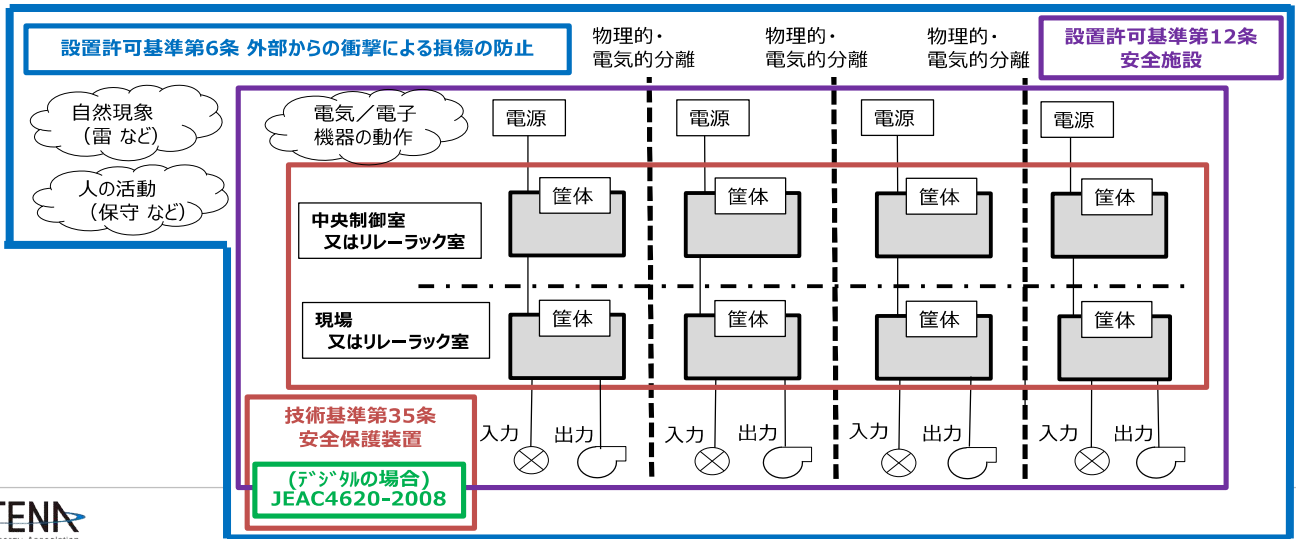 設置許可基準第6条 外部からの衝撃による損傷の防止
物理的・
電気的分離
物理的・
電気的分離
物理的・
電気的分離
設置許可基準第12条
安全施設
自然現象
（雷 など）
人の活動
（保守 など）
電気／電子
機器の動作
電源
電源
電源
電源
中央制御室
又はリレーラック室
筐体
筐体
筐体
筐体
現場
又はリレーラック室
筐体
筐体
筐体
筐体
技術基準第35条
安全保護装置
(ﾃﾞｼﾞﾀﾙの場合)
JEAC4620-2008
入力
出力
入力
出力
入力
出力
入力
出力
TENA